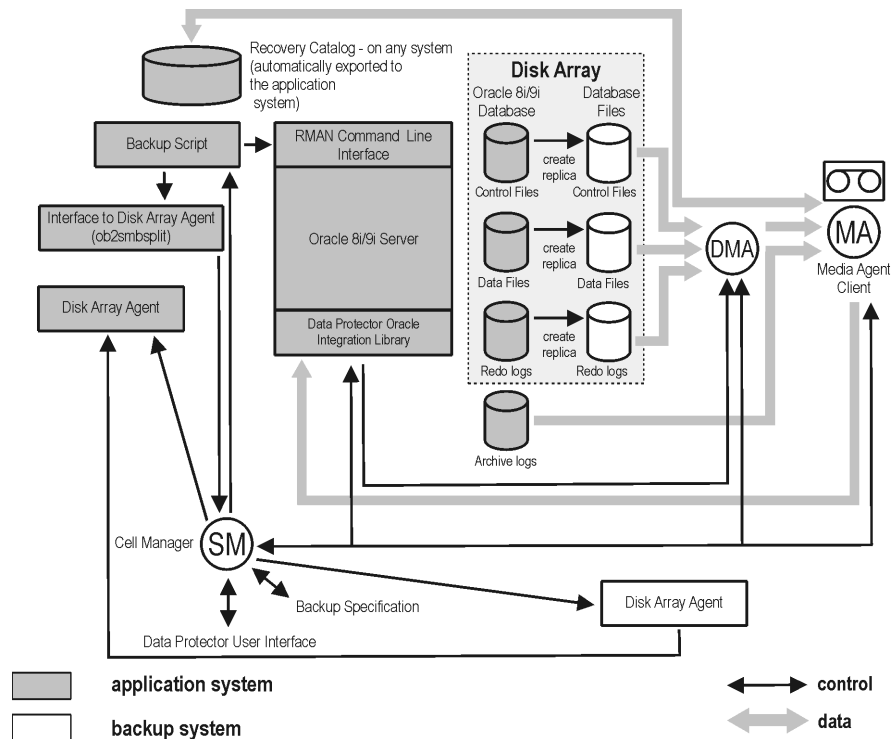 Recovery Catalog - on any system
(automatically exported to
the application
system)
Disk Array
Oracle 8i/9i
Database
Database
Files
Backup Script
RMAN Command Line
Interface
create
replica
Control Files
Control Files
Interface to Disk Array Agent
(ob2smbsplit)
Oracle 8i/9i Server
create
replica
Data Files
Data Files
DMA
MA
Media Agent
Client
Disk Array Agent
Data Protector Oracle
Integration Library
create
replica
Redo logs
Redo logs
Archive logs
Cell Manager
SM
Backup Specification
Data Protector User Interface
Disk Array Agent
application system
backup system
control
data